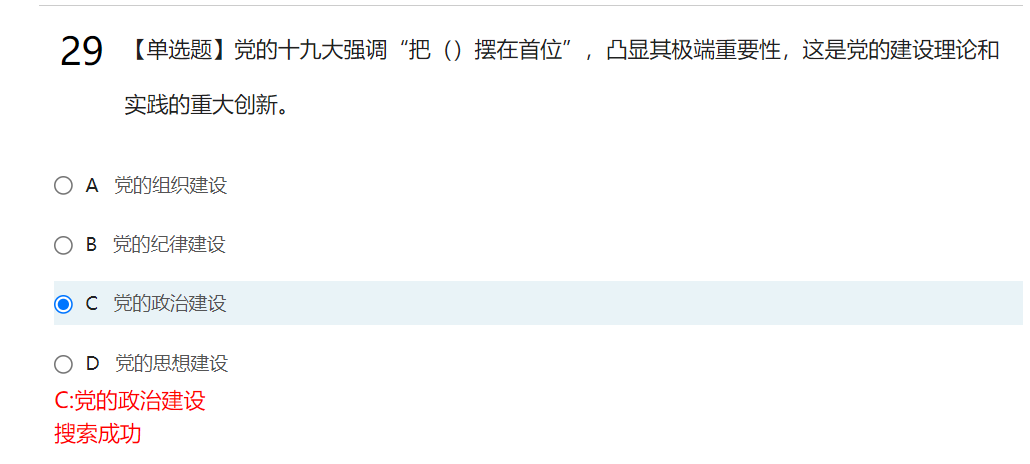 29 【单选题】党的十九大强调“把（）摆在首位”，凸显其极端重要性，这是党的建设理论和
实践的重大创新。
A 党的组织建设
B 党的纪律建设
C 党的政治建设
D 党的思想建设
C:党的政治建设
搜索成功